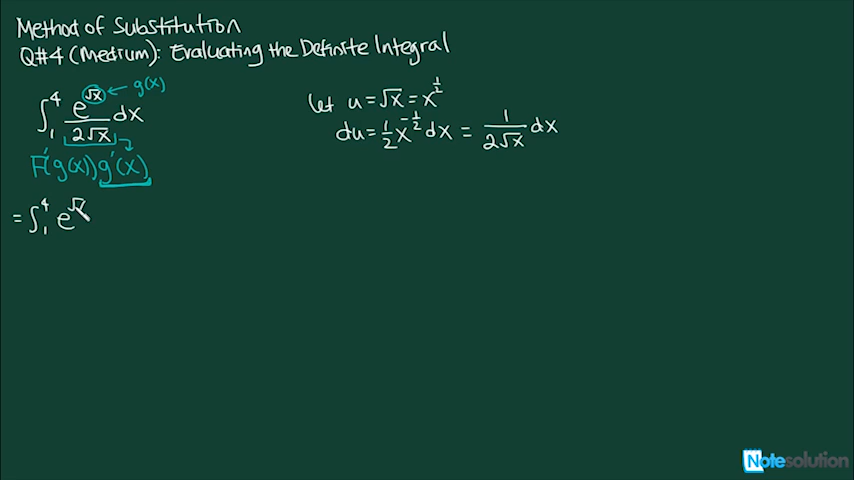 Method of Substitution
Q#4 (Medium): Evaluating the Definite Integral
∫₁⁴ e^√x / 2√x dx ← g(x)
F'(g(x)) g'(x)
= ∫₁⁴ e^√x
let u = √x = x^½
du = ½ x^-½ dx = 1/2√x dx
Notesolution